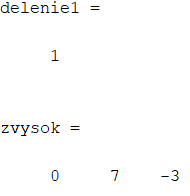 delenie1 =
1
zvysok =
0 7 -3